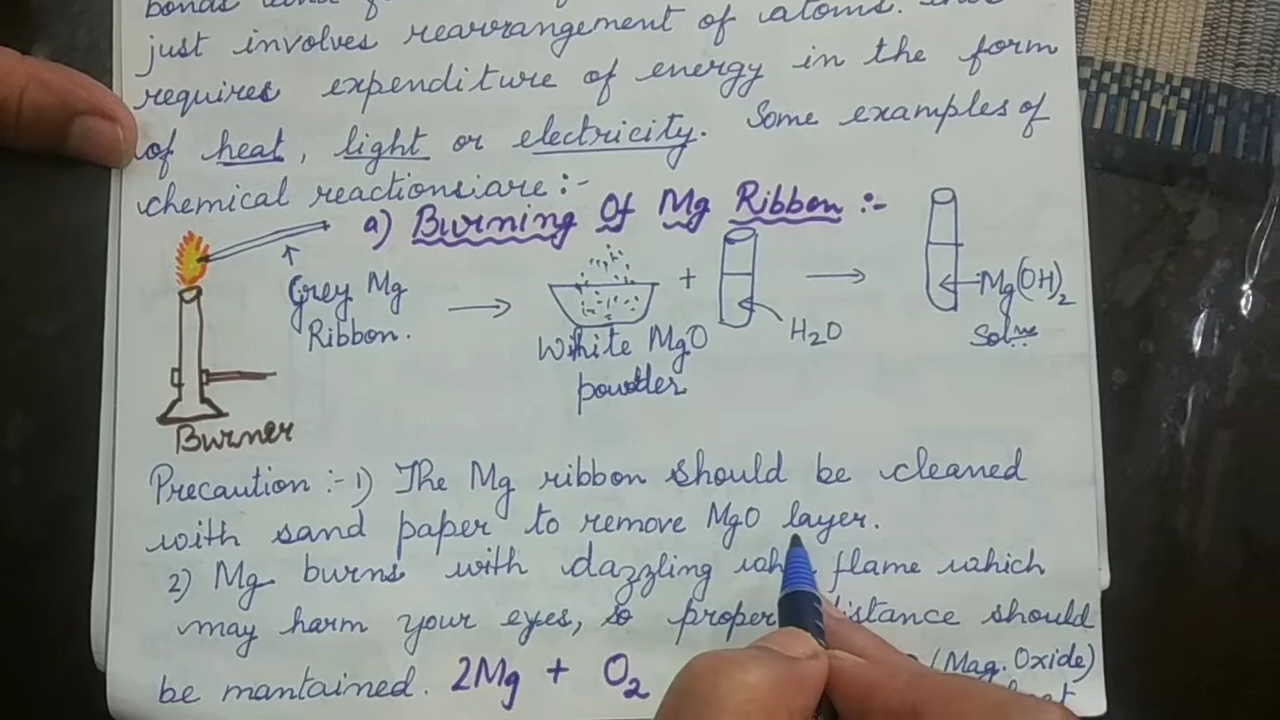 bonds
just involves rearrangement of atoms.
requires expenditure of energy in the form
of heat, light or electricity. Some examples of
chemical reactions are :-
a) Burning Of Mg Ribbon :-
Grey Mg
Ribbon.
+
White MgO
powder
H2O
Mg(OH)2
Soln
Burner
Precaution :- 1) The Mg ribbon should be cleaned
with sand paper to remove MgO layer.
2) Mg burns with dazzling flame which
may harm your eyes, so proper distance should
be mantained. 2Mg + O2
(Mag. Oxide)